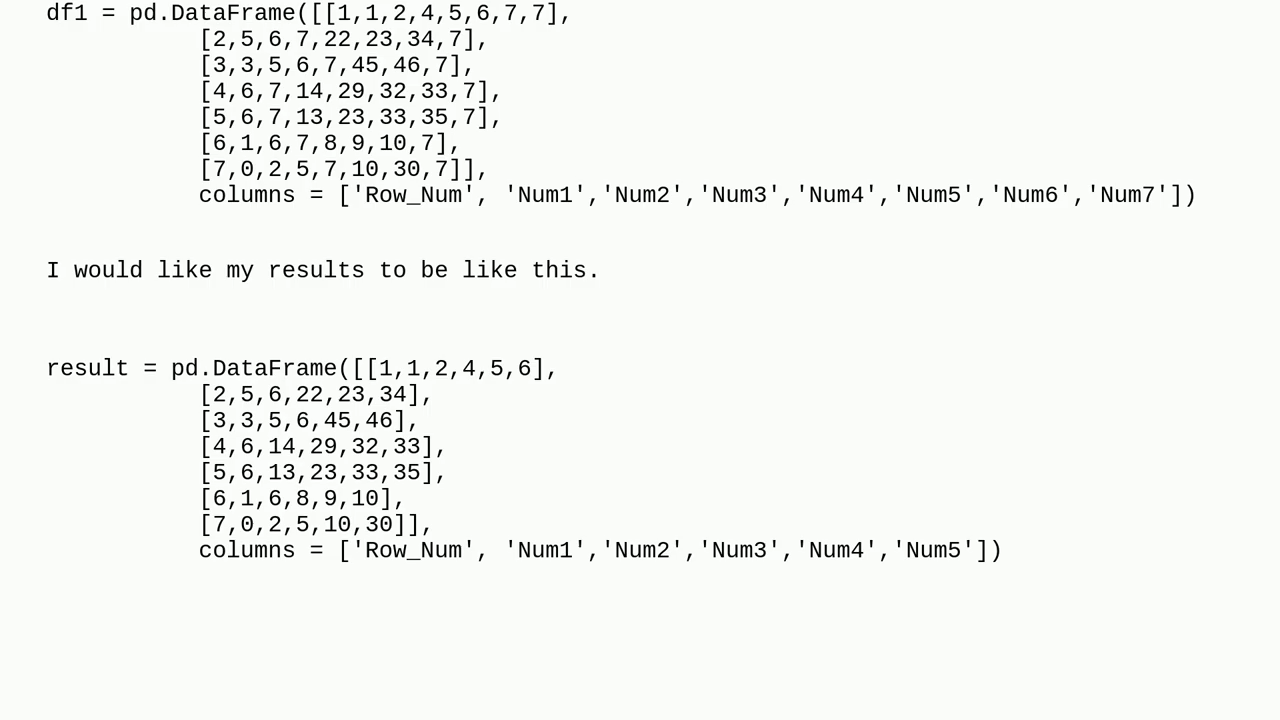 df1 = pd.DataFrame([[1,1,2,4,5,6,7,7],
[2,5,6,7,22,23,34,7],
[3,3,5,6,7,45,46,7],
[4,6,7,14,29,32,33,7],
[5,6,7,13,23,33,35,7],
[6,1,6,7,8,9,10,7],
[7,0,2,5,7,10,30,7]],
columns = ['Row_Num', 'Num1','Num2','Num3','Num4','Num5','Num6','Num7'])
I would like my results to be like this.
result = pd.DataFrame([[1,1,2,4,5,6],
[2,5,6,22,23,34],
[3,3,5,6,45,46],
[4,6,14,29,32,33],
[5,6,13,23,33,35],
[6,1,6,8,9,10],
[7,0,2,5,10,30]],
columns = ['Row_Num', 'Num1','Num2','Num3','Num4','Num5'])